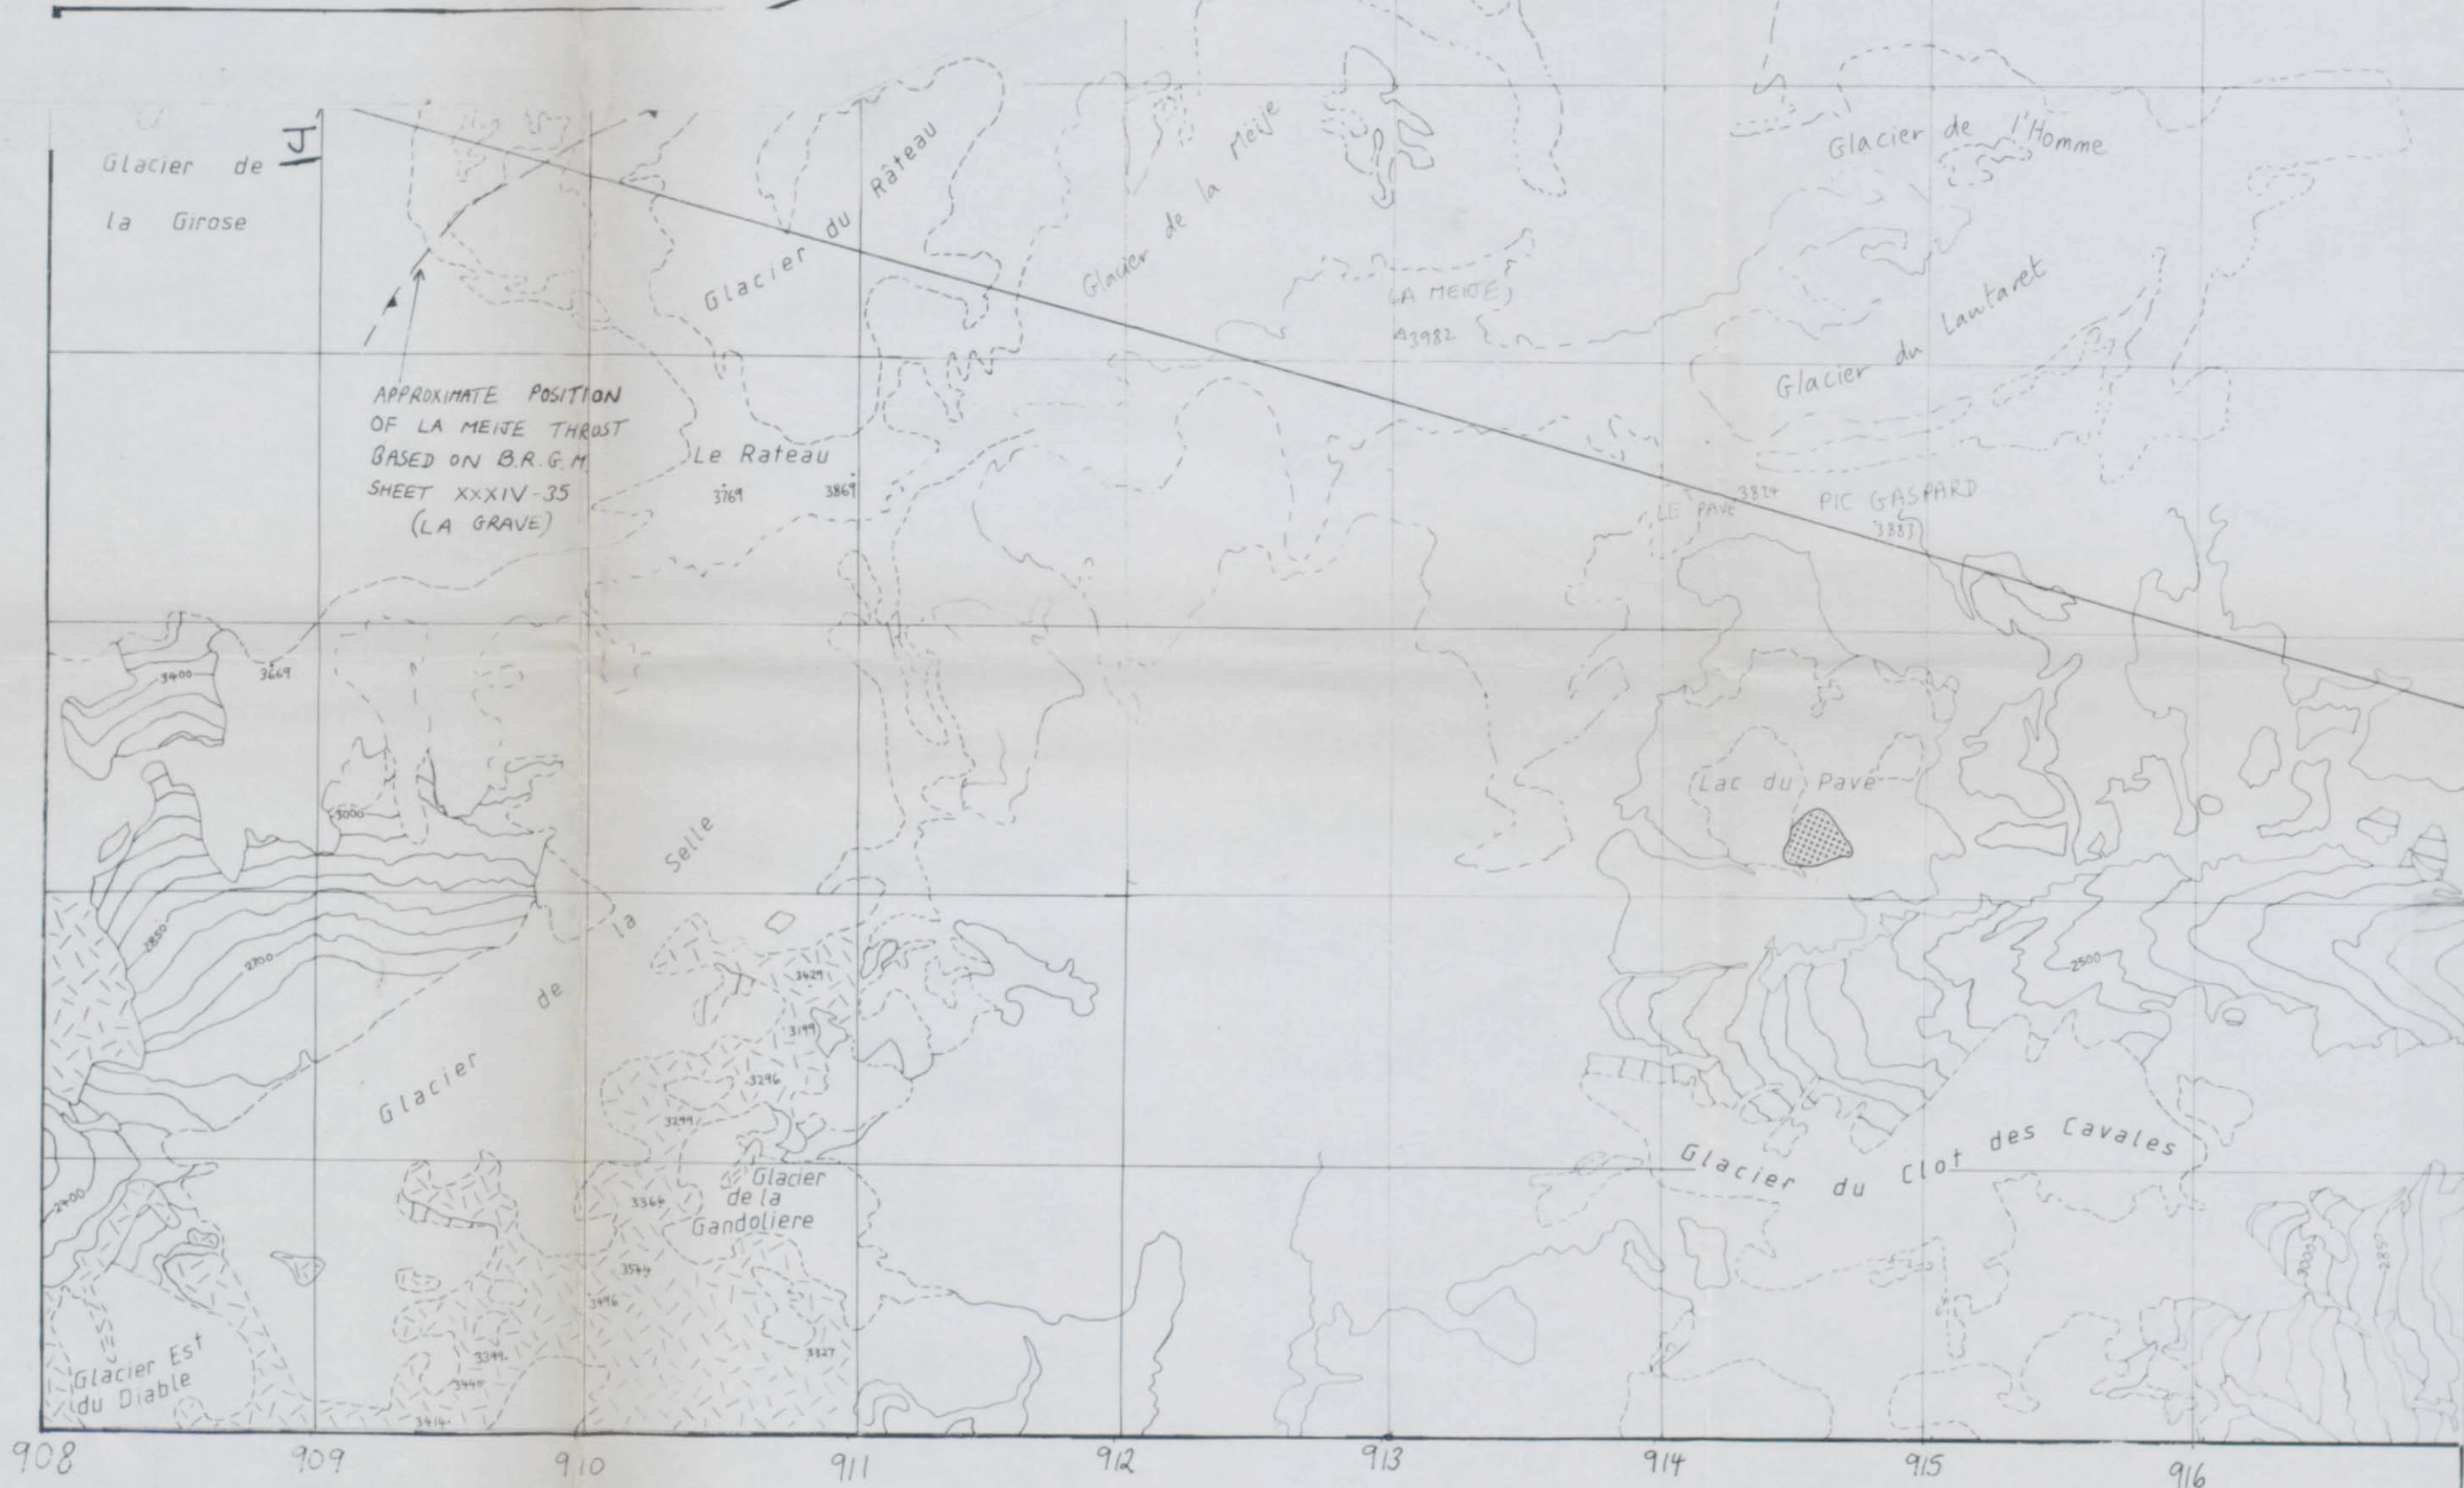 14
Glacier de
la Girose
Glacier du Râteau
Glacier de la Meije
Glacier de l'Homme
LA MEIJE
3982
Glacier du Lautaret
APPROXIMATE POSITION
OF LA MEIJE THRUST
BASED ON B.R.G.M.
SHEET XXXIV-35
(LA GRAVE)
Le Rateau
3769
3869
LE PAVE
3824
PIC GASPARD
3883
3400
3669
3000
Lac du Pavé
Glacier de la Selle
2850
2700
3429
2500
3199
3296
3299
Glacier du Clot des Cavales
Glacier
de la
Gandoliere
2400
3366
3544
3496
3000
2850
3327
3344
3440
3414
Glacier Est
du Diable
908
909
910
911
912
913
914
915
916